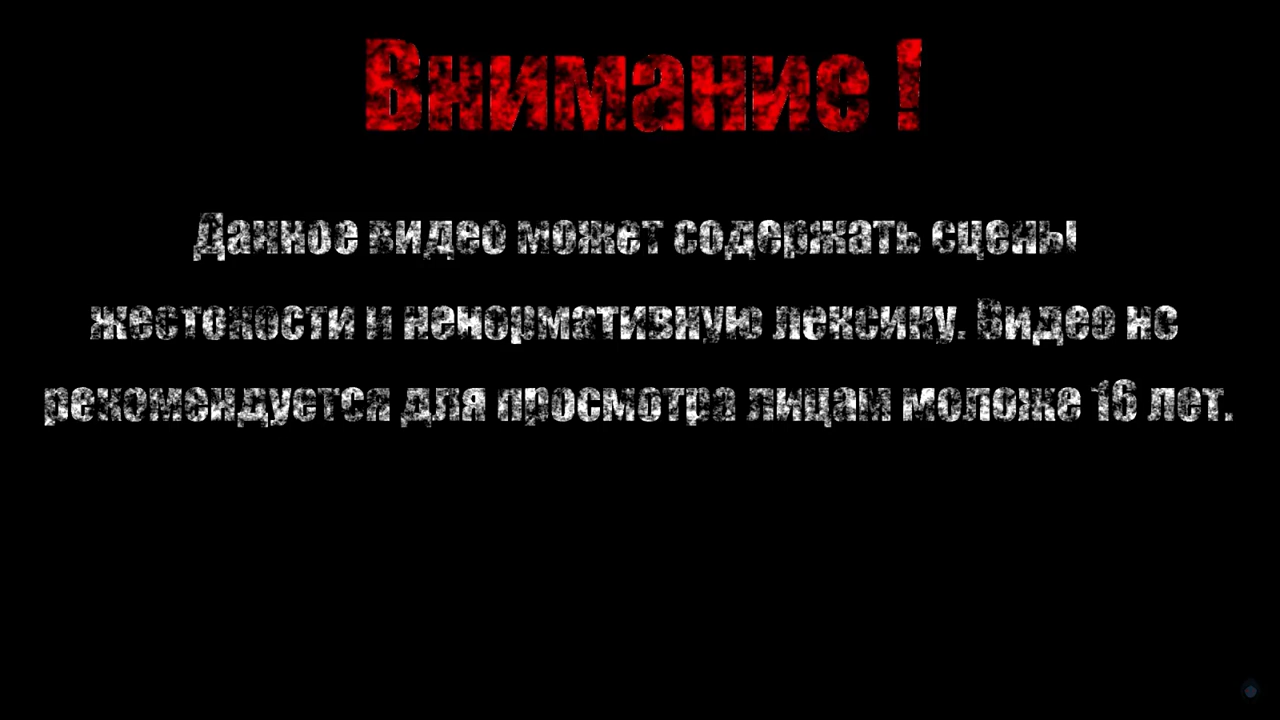 Внимание !
Данное видео может содержать сцены
жестокости и ненормативную лексику. Видео не
рекомендуется для просмотра лицам моложе 16 лет.